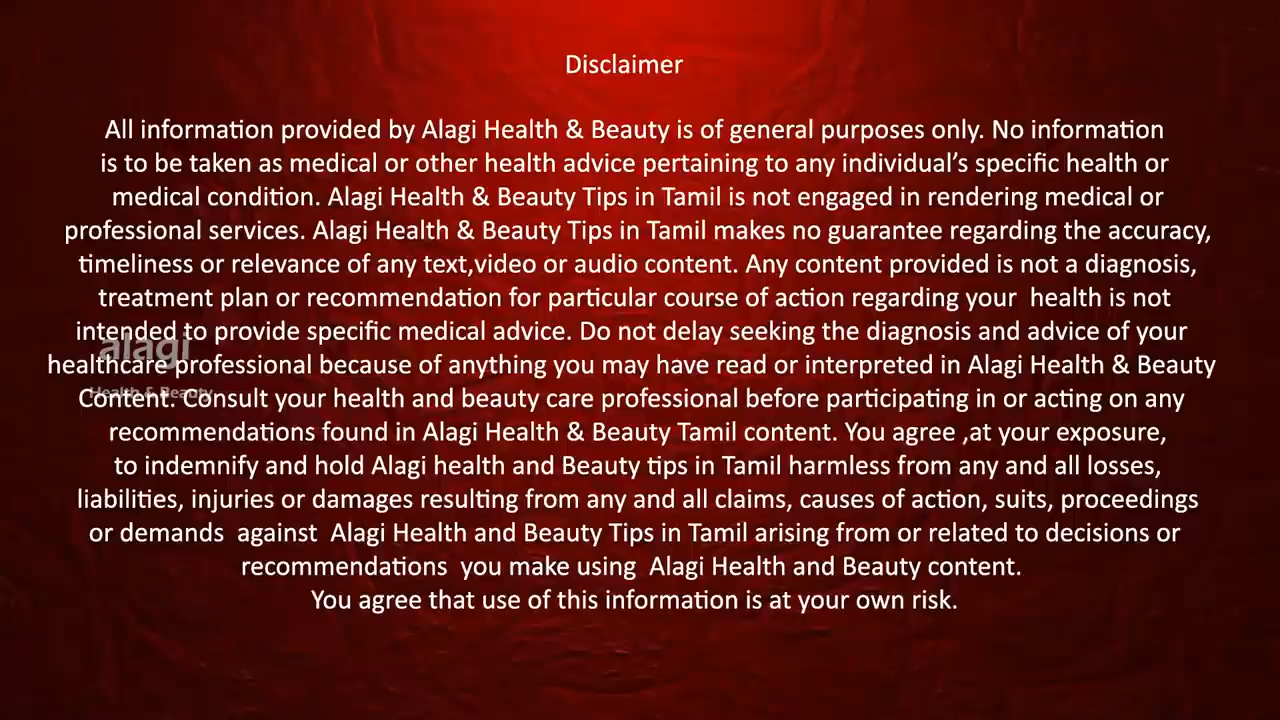 Disclaimer
All information provided by Alagi Health & Beauty is of general purposes only. No information
is to be taken as medical or other health advice pertaining to any individual’s specific health or
medical condition. Alagi Health & Beauty Tips in Tamil is not engaged in rendering medical or
professional services. Alagi Health & Beauty Tips in Tamil makes no guarantee regarding the accuracy,
timeliness or relevance of any text,video or audio content. Any content provided is not a diagnosis,
treatment plan or recommendation for particular course of action regarding your  health is not
intended to provide specific medical advice. Do not delay seeking the diagnosis and advice of your
alagi
healthcare professional because of anything you may have read or interpreted in Alagi Health & Beauty
Health & Beauty
Content. Consult your health and beauty care professional before participating in or acting on any
recommendations found in Alagi Health & Beauty Tamil content. You agree ,at your exposure,
to indemnify and hold Alagi health and Beauty tips in Tamil harmless from any and all losses,
liabilities, injuries or damages resulting from any and all claims, causes of action, suits, proceedings
or demands  against  Alagi Health and Beauty Tips in Tamil arising from or related to decisions or
recommendations  you make using  Alagi Health and Beauty content.
You agree that use of this information is at your own risk.